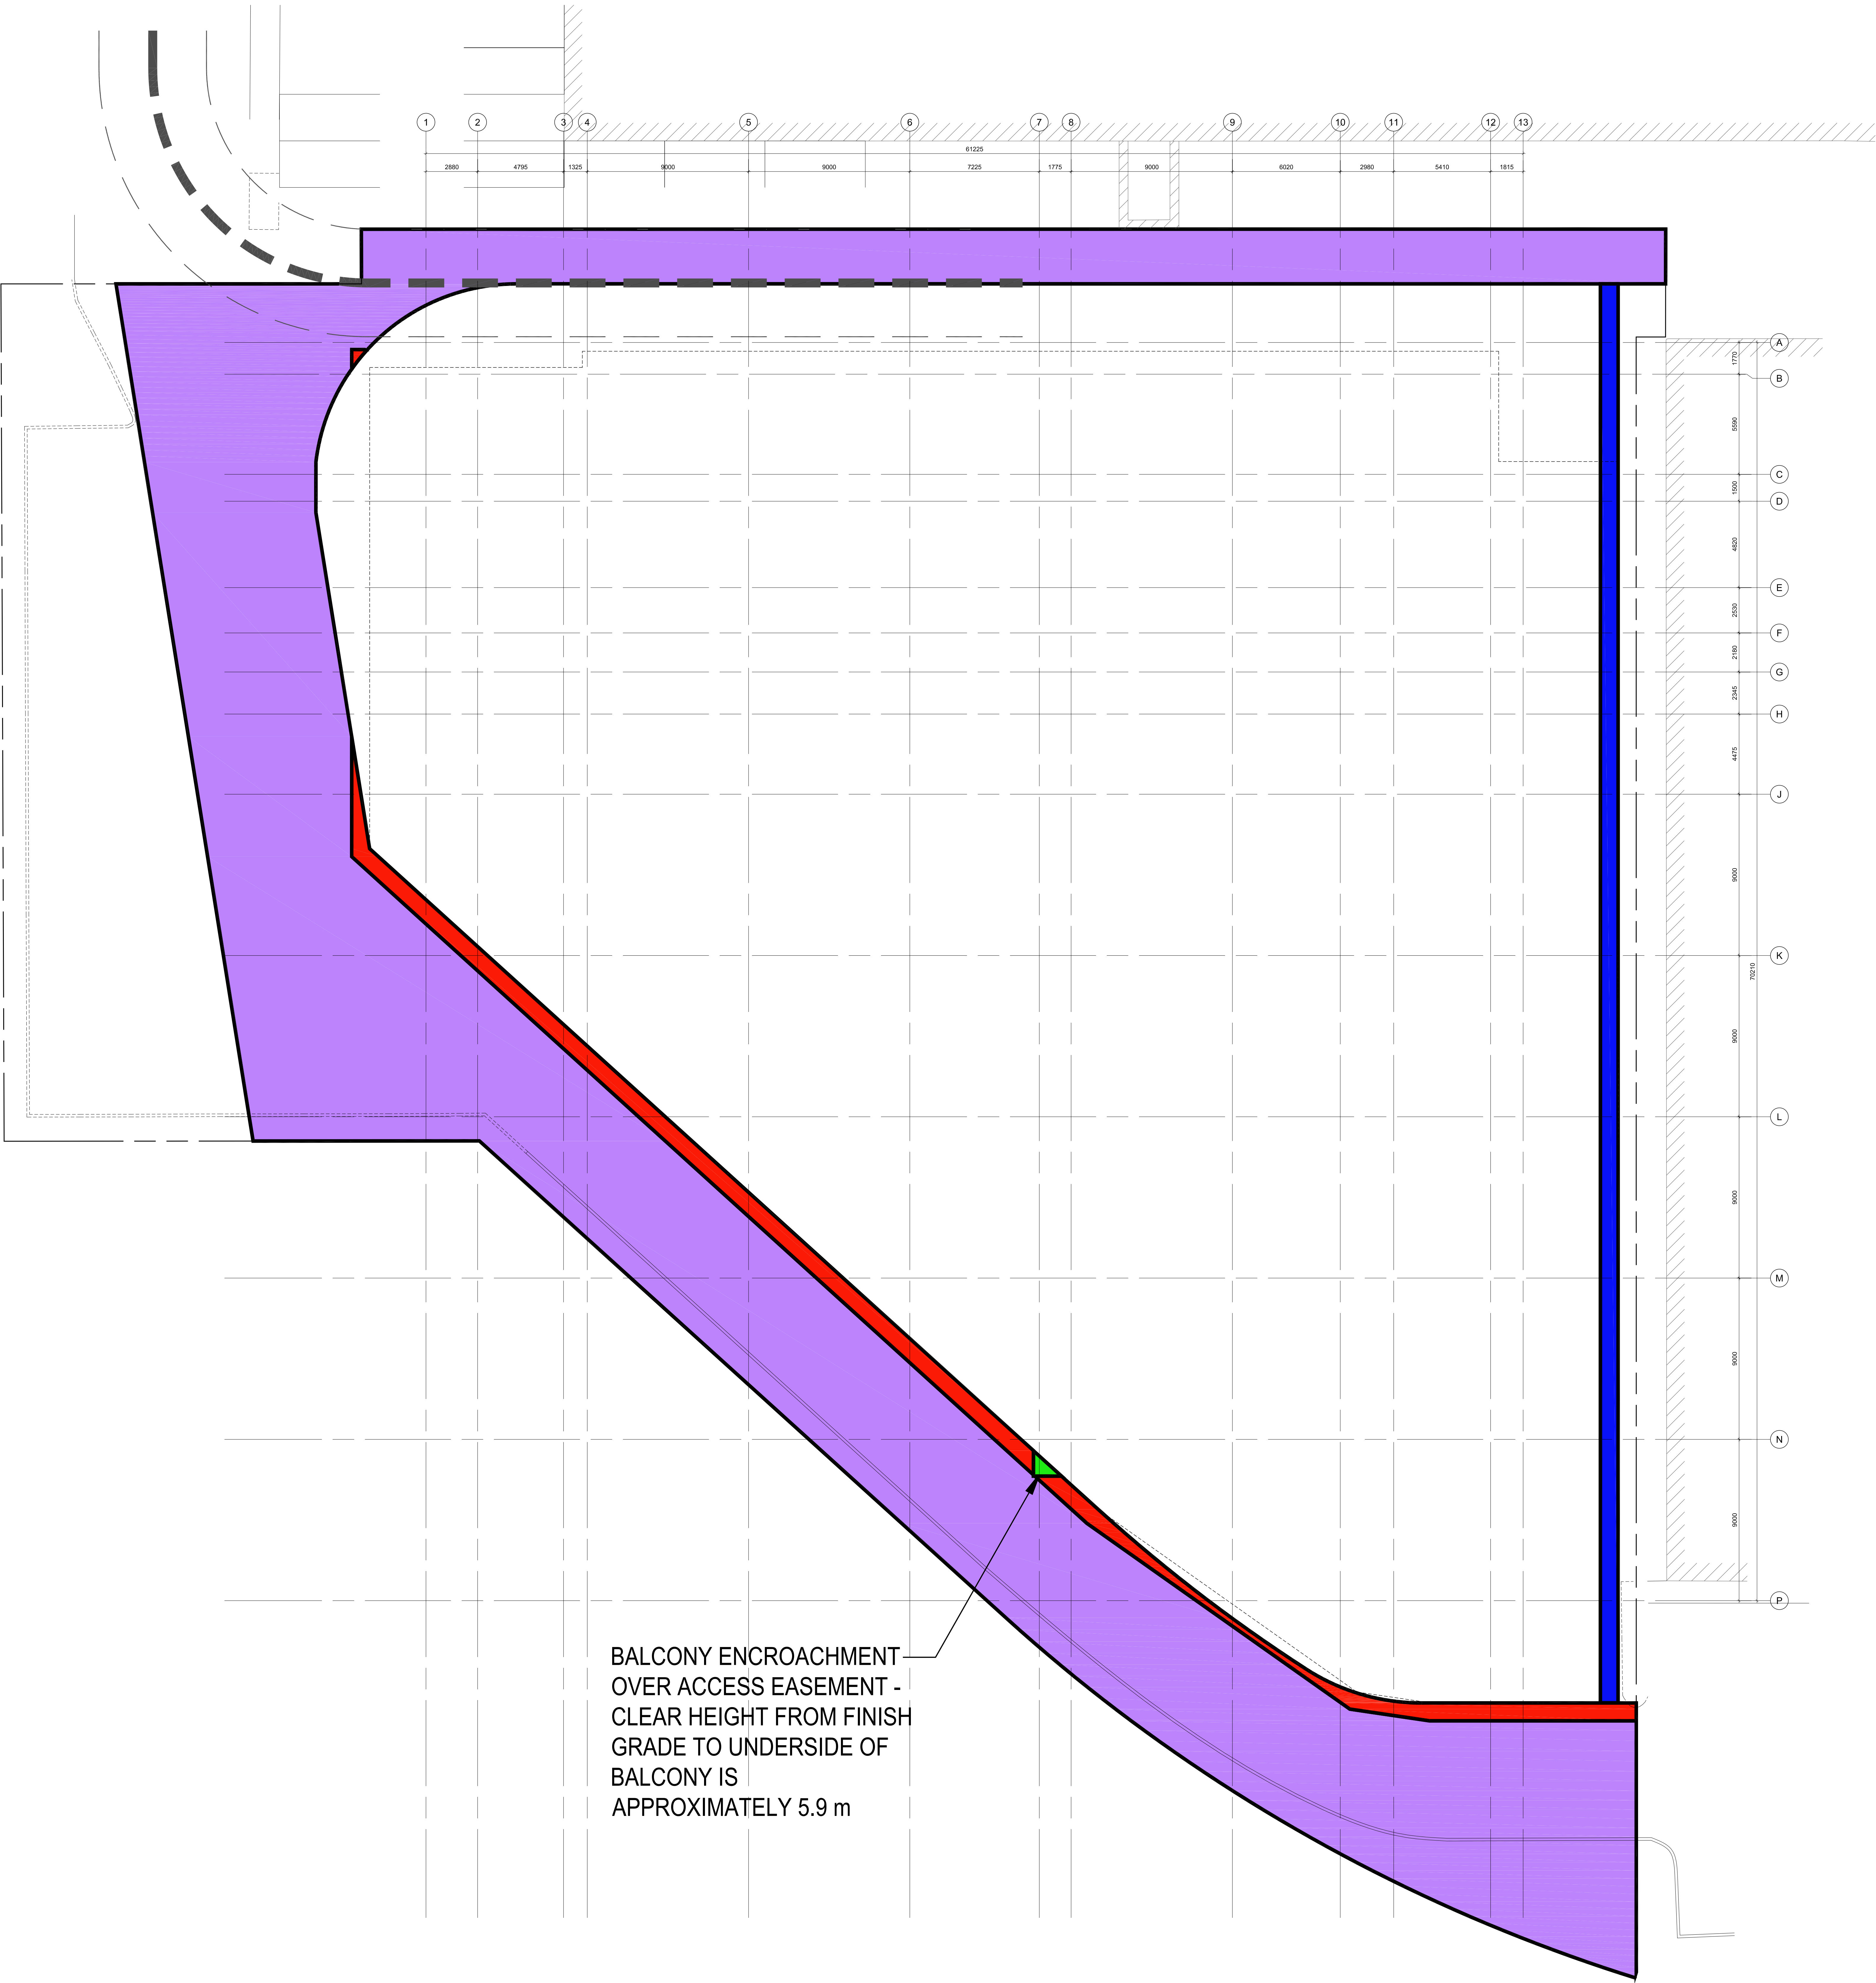 1 2 3 4 5 6 7 8 9 10 11 12 13
61225
2880 4795 1325 9000 9000 7225 1775 9000 6020 2980 5410 1815
A
1770
B
5590
C
1500
D
4820
E
2530
F
2180
G
2345
H
4475
J
9000
K
70210
9000
L
9000
M
9000
N
9000
P
BALCONY ENCROACHMENT
OVER ACCESS EASEMENT -
CLEAR HEIGHT FROM FINISH
GRADE TO UNDERSIDE OF
BALCONY IS
APPROXIMATELY 5.9 m